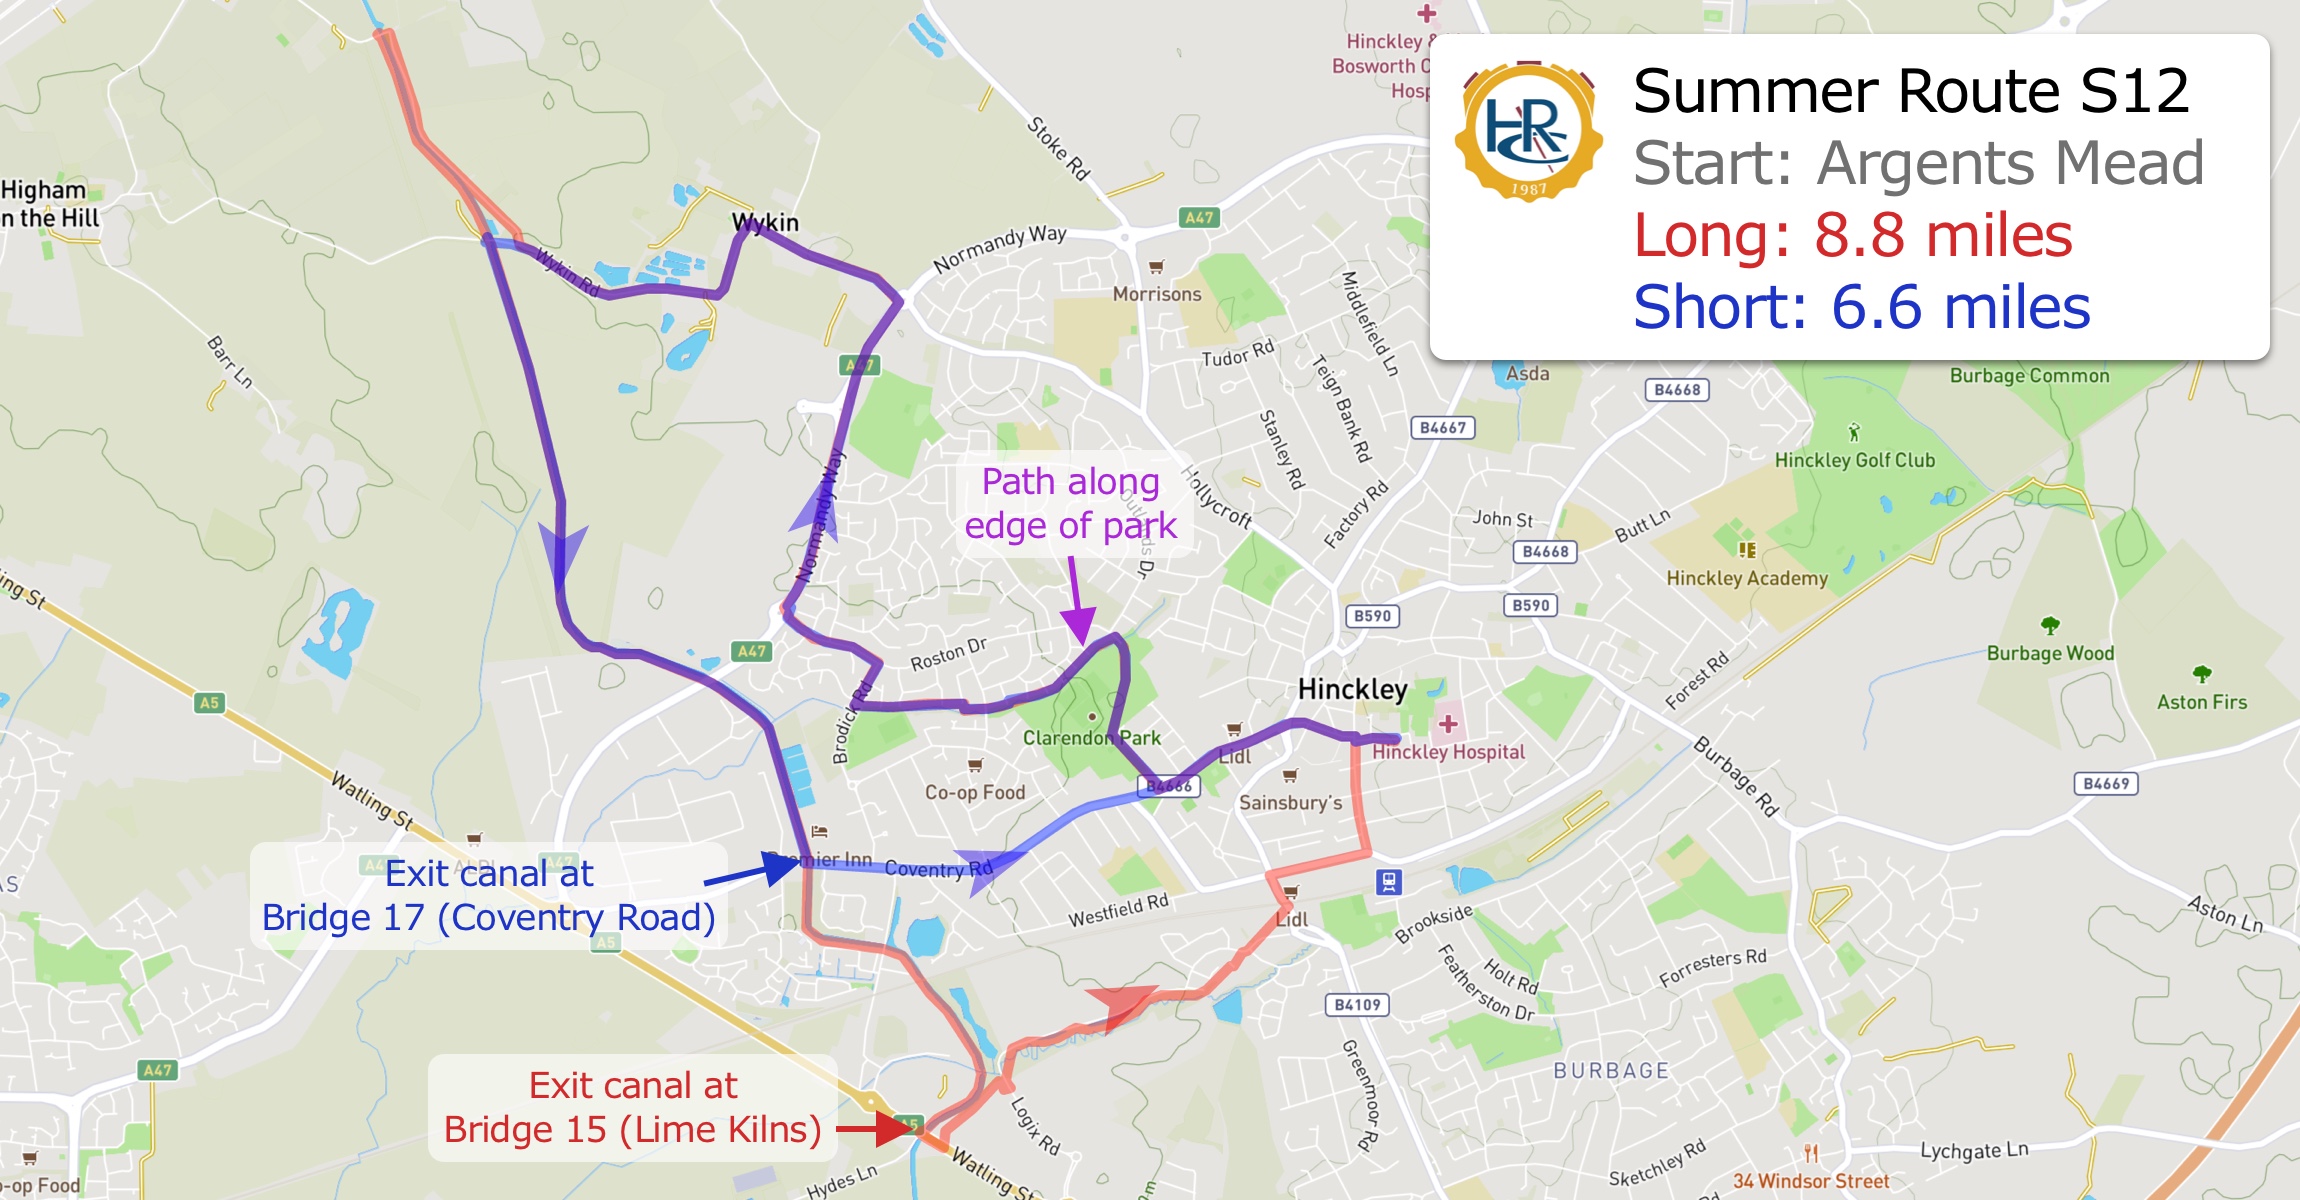 Summer Route S12
Start: Argents Mead
Long: 8.8 miles
Short: 6.6 miles
HRC
1987
Hinckley &
Bosworth
Hosp
Stoke Rd
A47
Normandy Way
Morrisons
Higham
n the Hill
Wykin
Wykin Rd
Barr Ln
A47
Middlefield Ln
Tudor Rd
Teign Bank Rd
Stanley Rd
Asda
B4668
B4667
Burbage Common
Hinckley Golf Club
Path along
edge of park
Hollycroft
Factory Rd
John St
Butt Ln
B4668
Normandy Way
Hinckley Academy
B590
B590
ling St
A47
Roston Dr
Burbage Wood
Aston Firs
Forest Rd
A5
Brodick Rd
Hinckley
Clarendon Park
Lidl
Hinckley Hospital
Burbage Rd
B4669
Watling St
Co-op Food
B4666
Sainsbury's
Premier Inn
Coventry Rd
ALDI
A47
Exit canal at
Bridge 17 (Coventry Road)
A5
Westfield Rd
Lidl
Brookside
Aston Ln
Featherston Dr
Holt Rd
Forresters Rd
B4109
A47
Greenmoor Rd
BURBAGE
Exit canal at
Bridge 15 (Lime Kilns)
A5
Logix Rd
Watling St
Hydes Ln
Lychgate Ln
Sketchley Rd
34 Windsor Street
o-op Food